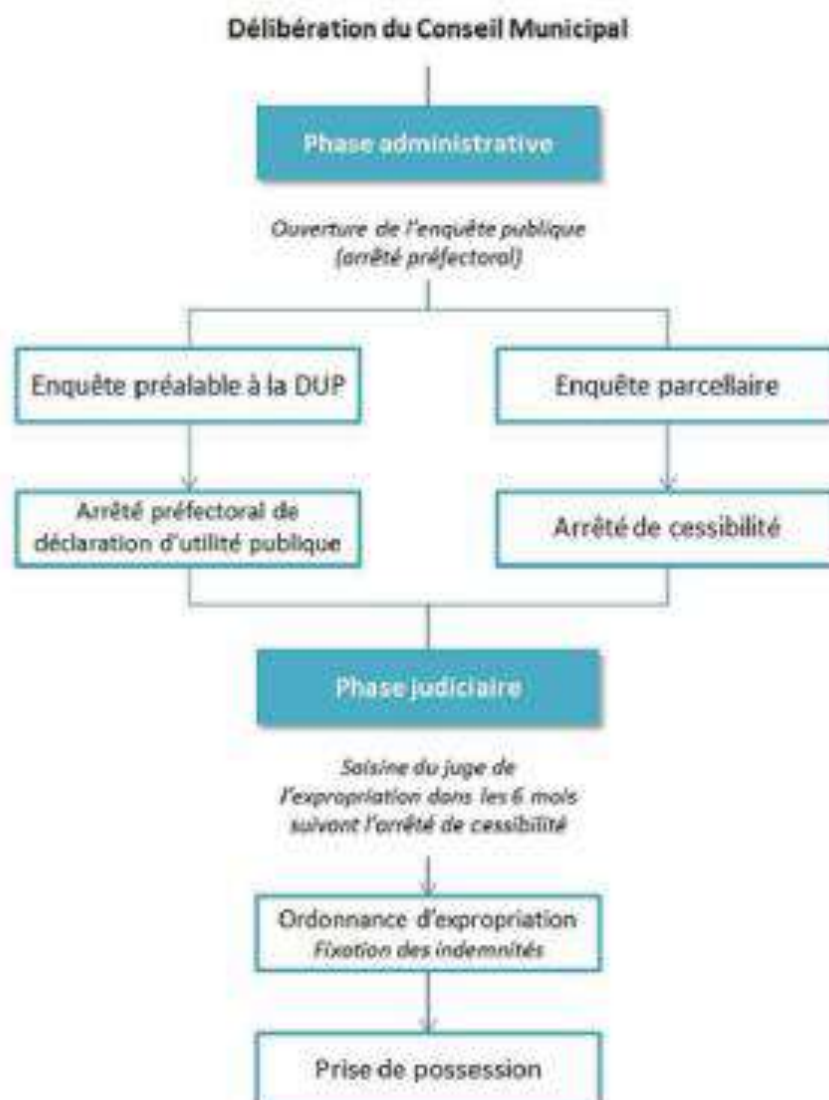 Délibération du Conseil Municipal
Phase administrative
Ouverture de l'enquête publique
(arrêté préfectoral)
Enquête préalable à la DUP
Enquête parcellaire
Arrêté préfectoral de
déclaration d'utilité publique
Arrêté de cessibilité
Phase judiciaire
Saisine du juge de
l'expropriation dans les 6 mois
suivant l'arrêté de cessibilité
Ordonnance d'expropriation
Fixation des indemnités
Prise de possession